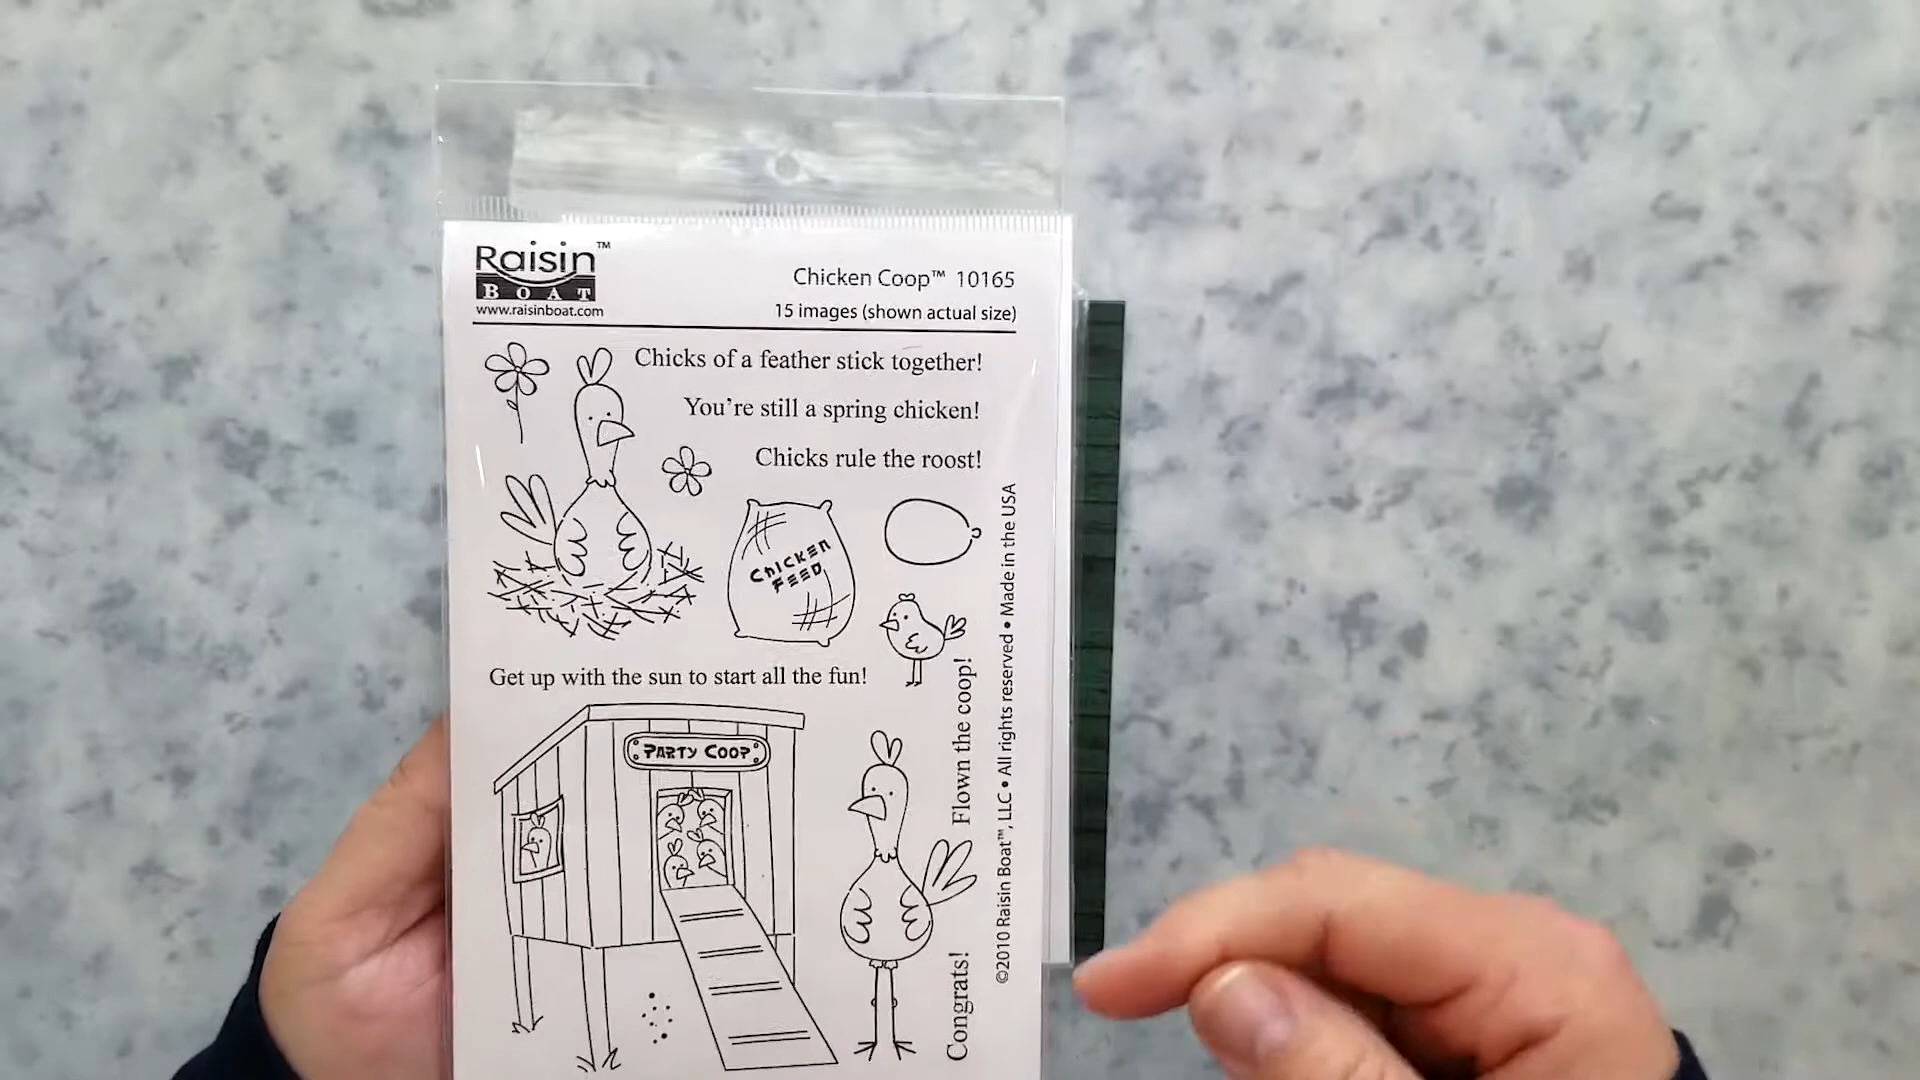 Raisin™
BOAT
www.raisinboat.com
Chicken Coop™ 10165
15 images (shown actual size)
Chicks of a feather stick together!
You're still a spring chicken!
Chicks rule the roost!
Chicken
Feed
Get up with the sun to start all the fun!
Party Coop
Flown the coop!
Congrats!
©2010 Raisin Boat™, LLC • All rights reserved • Made in the USA